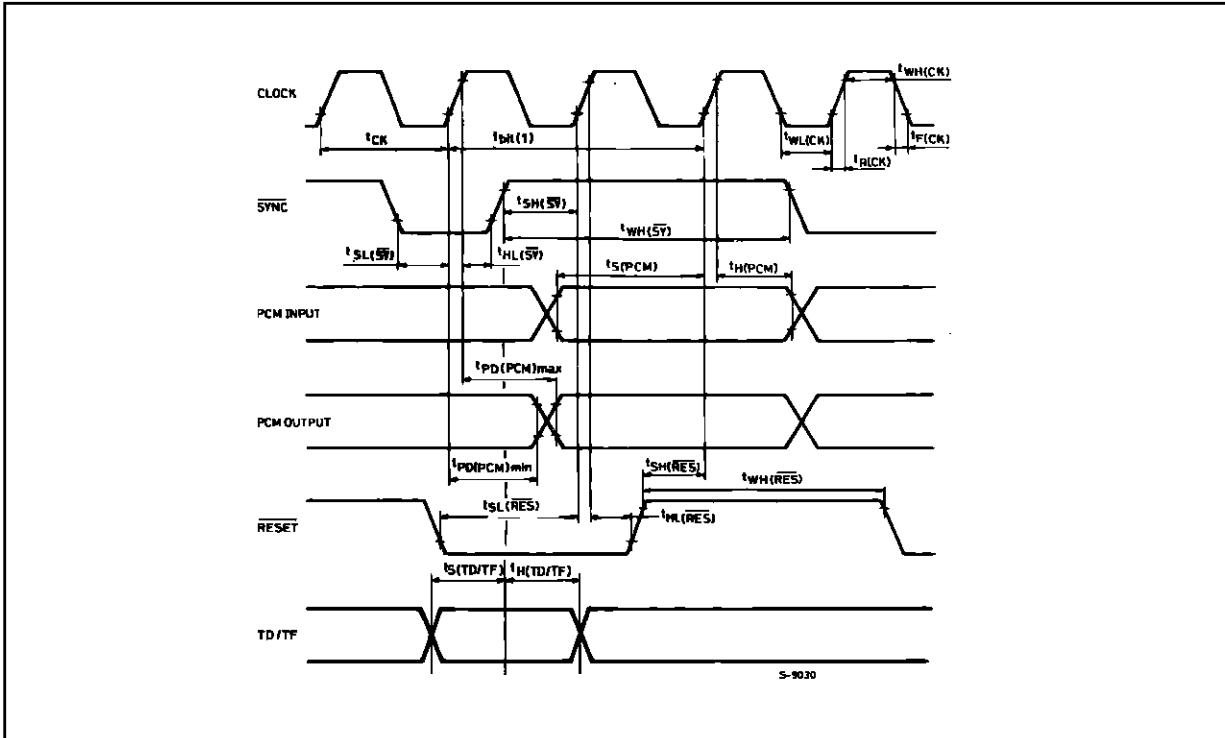 CLOCK
tWH(CK)
tCK
tbit(1)
tWL(CK)
tF(CK)
tR(CK)
SYNC
tSH(SY)
tWH(SY)
tSL(SY)
tHL(SY)
tS(PCM)
tH(PCM)
PCM INPUT
tPD(PCM)max
PCM OUTPUT
tPD(PCM)min
tSH(RES)
tWH(RES)
tSL(RES)
RESET
tHL(RES)
tS(TD/TF)
tH(TD/TF)
TD/TF
S-9030